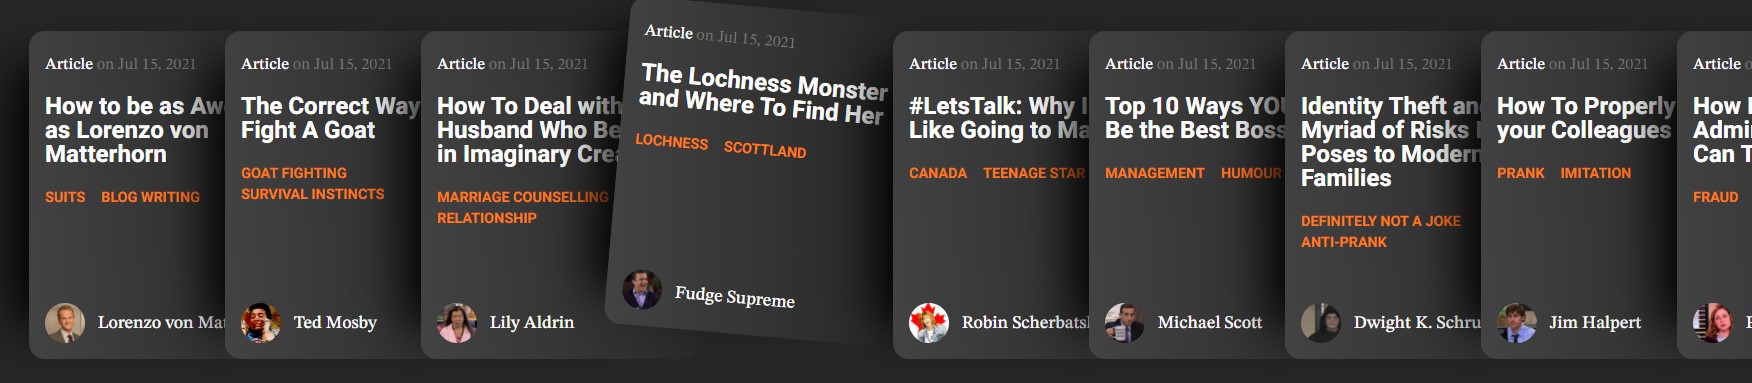 Article on Jul 15, 2021
How to be as Aw
as Lorenzo von
Matterhorn
SUITS BLOG WRITING
Lorenzo von Mat
Article on Jul 15, 2021
The Correct Way
Fight A Goat
GOAT FIGHTING
SURVIVAL INSTINCTS
Ted Mosby
Article on Jul 15, 2021
How To Deal with
Husband Who Be
in Imaginary Crea
MARRIAGE COUNSELLING
RELATIONSHIP
Lily Aldrin
Article on Jul 15, 2021
The Lochness Monster
and Where To Find Her
LOCHNESS SCOTTLAND
Fudge Supreme
Article on Jul 15, 2021
#LetsTalk: Why I
Like Going to Ma
CANADA TEENAGE STAR
Robin Scherbats
Article on Jul 15, 2021
Top 10 Ways YOU
Be the Best Boss
MANAGEMENT HUMOUR
Michael Scott
Article on Jul 15, 2021
Identity Theft an
Myriad of Risks
Poses to Modern
Families
DEFINITELY NOT A JOKE
ANTI-PRANK
Dwight K. Schru
Article on Jul 15, 2021
How To Properly
your Colleagues
PRANK IMITATION
Jim Halpert
Article o
How
Admi
Can T
FRAUD